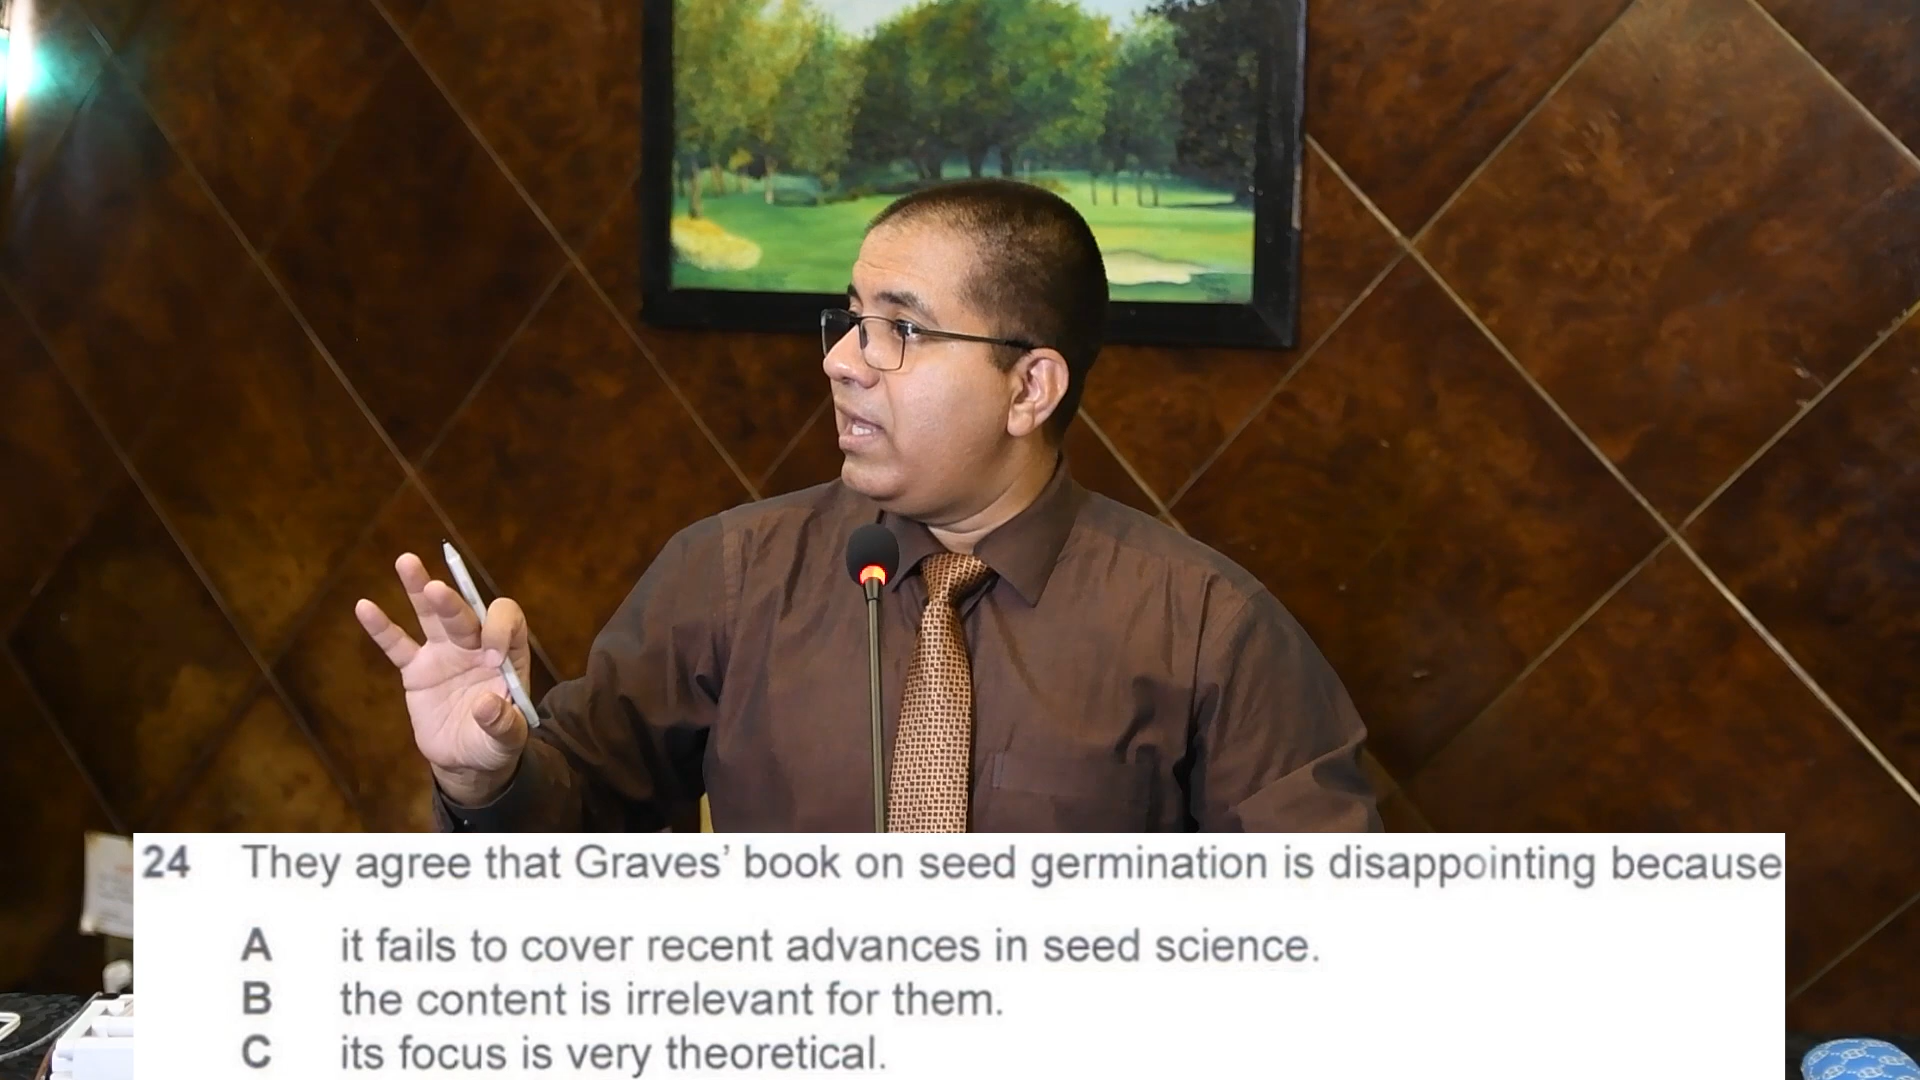 24 They agree that Graves’ book on seed germination is disappointing because
A it fails to cover recent advances in seed science.
B the content is irrelevant for them.
C its focus is very theoretical.